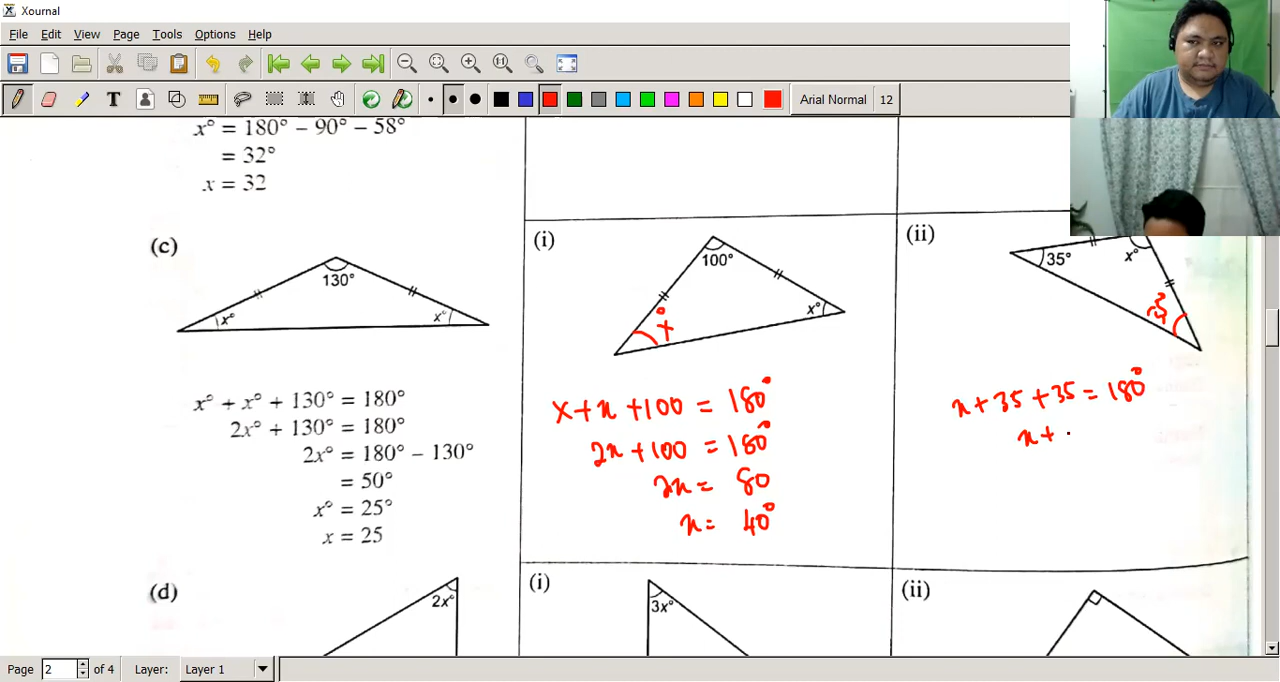 Xournal
File Edit View Page Tools Options Help
Arial Normal 12
x° = 180° − 90° − 58°
= 32°
x = 32
(c)
130°
x°
x°
x° + x° + 130° = 180°
2x° + 130° = 180°
2x° = 180° − 130°
= 50°
x° = 25°
x = 25
(i)
100°
x°
x°
x + x + 100 = 180°
2x + 100 = 180°
2x = 80
x = 40°
(ii)
35°
x°
x + 35 + 35 = 180°
x +
(d)
2x°
(i)
3x°
(ii)
Page 2 of 4 Layer: Layer 1